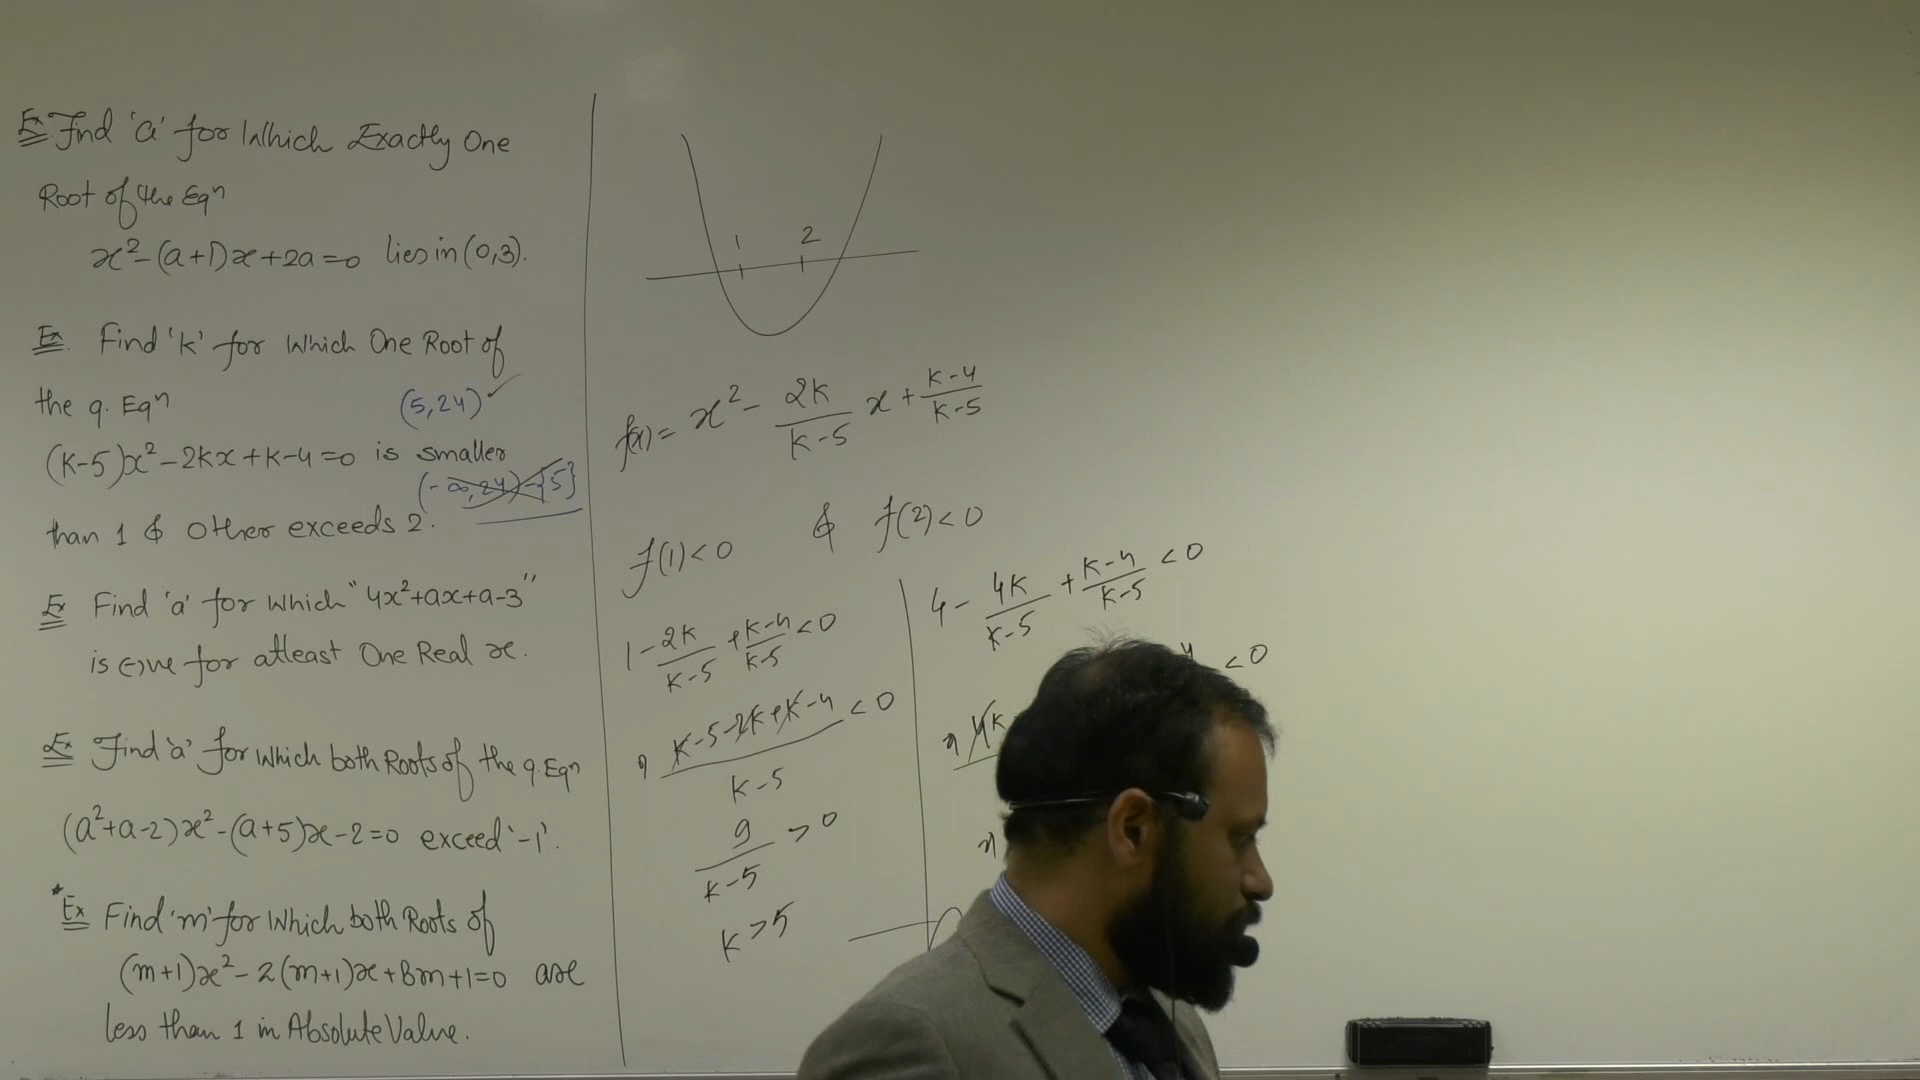 Ex Find 'a' for Which Exactly One
Root of the Eqn
x²-(a+1)x+2a=0 lies in (0,3).
Ex. Find 'k' for which One Root of
the q. Eqn (5,24) ✓
(k-5)x²-2kx+k-4=0 is smaller
(-∞,24)-{5}
than 1 & Other exceeds 2.
Ex Find 'a' for which "4x²+ax+a-3"
is (-)ve for atleast One Real x.
Ex Find 'a' for which both Roots of the q. Eqn
(a²+a-2)x²-(a+5)x-2=0 exceed '-1'.
*Ex Find 'm' for Which both Roots of
(m+1)x²-2(m+1)x+3m+1=0 are
less than 1 in Absolute Value.
1 2
f(x)= x² - 2k/(k-5) x + (k-4)/(k-5)
f(1)<0 & f(2)<0
1 - 2k/(k-5) + (k-4)/(k-5) <0
(k-5-2k+k-4)/(k-5) <0
9/(k-5) >0
k>5
4 - 4k/(k-5) + (k-4)/(k-5) <0
4k <0